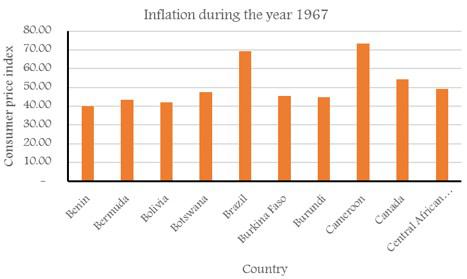 Inflation during the year 1967
Consumer price index
80.00
70.00
60.00
50.00
40.00
30.00
20.00
10.00
-
Benin
Bermuda
Bolivia
Botswana
Brazil
Burkina Faso
Burundi
Cameroon
Canada
Central African...
Country